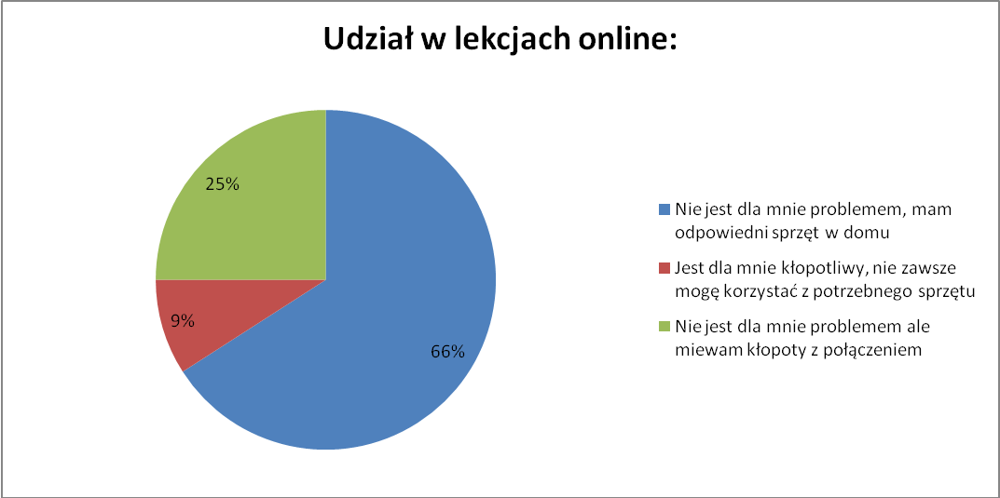 Udział w lekcjach online:
25%
9%
66%
Nie jest dla mnie problemem, mam
odpowiedni sprzęt w domu
Jest dla mnie kłopotliwy, nie zawsze
mogę korzystać z potrzebnego sprzętu
Nie jest dla mnie problemem ale
miewam kłopoty z połączeniem